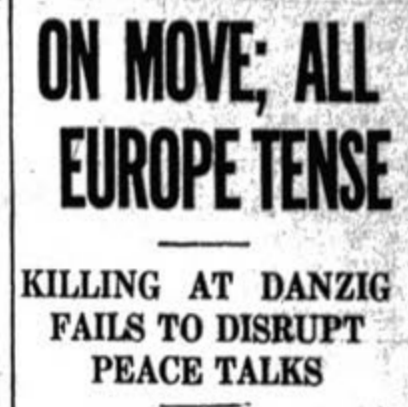 ON MOVE; ALL
EUROPE TENSE
KILLING AT DANZIG
FAILS TO DISRUPT
PEACE TALKS